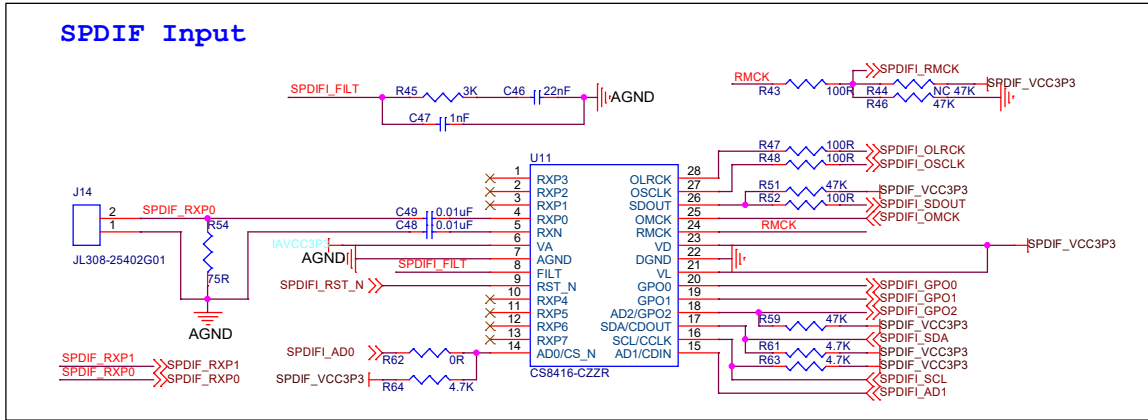 SPDIF Input
SPDIFI_FILT
R45
3K
C46
22nF
AGND
C47
1nF
RMCK
R43
100R
SPDIFI_RMCK
R44
NC 47K
SPDIF_VCC3P3
R46
47K
U11
1 RXP3
2 RXP2
3 RXP1
4 RXP0
5 RXN
6 VA
7 AGND
8 FILT
9 RST_N
10 RXP4
11 RXP5
12 RXP6
13 RXP7
14 AD0/CS_N
OLRCK 28
OSCLK 27
SDOUT 26
OMCK 25
RMCK 24
VD 23
DGND 22
VL 21
GPO0 20
GPO1 19
AD2/GPO2 18
SDA/CDOUT 17
SCL/CCLK 16
AD1/CDIN 15
CS8416-CZZR
J14
2
1
JL308-25402G01
SPDIF_RXP0
R54
75R
AGND
C49 0.01uF
C48 0.01uF
IAVCC3P3
AGND
SPDIFI_FILT
SPDIFI_RST_N
SPDIFI_AD0
R62
0R
SPDIF_VCC3P3
R64
4.7K
SPDIF_RXP1
SPDIF_RXP1
SPDIF_RXP0
SPDIF_RXP0
R47 100R SPDIFI_OLRCK
R48 100R SPDIFI_OSCLK
R51 47K SPDIF_VCC3P3
R52 100R SPDIFI_SDOUT
SPDIFI_OMCK
RMCK
SPDIF_VCC3P3
SPDIFI_GPO0
SPDIFI_GPO1
SPDIFI_GPO2
R59 47K SPDIF_VCC3P3
SPDIFI_SDA
R61 4.7K SPDIF_VCC3P3
R63 4.7K SPDIF_VCC3P3
SPDIFI_SCL
SPDIFI_AD1